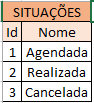 SITUAÇÕES
Id Nome
1 Agendada
2 Realizada
3 Cancelada